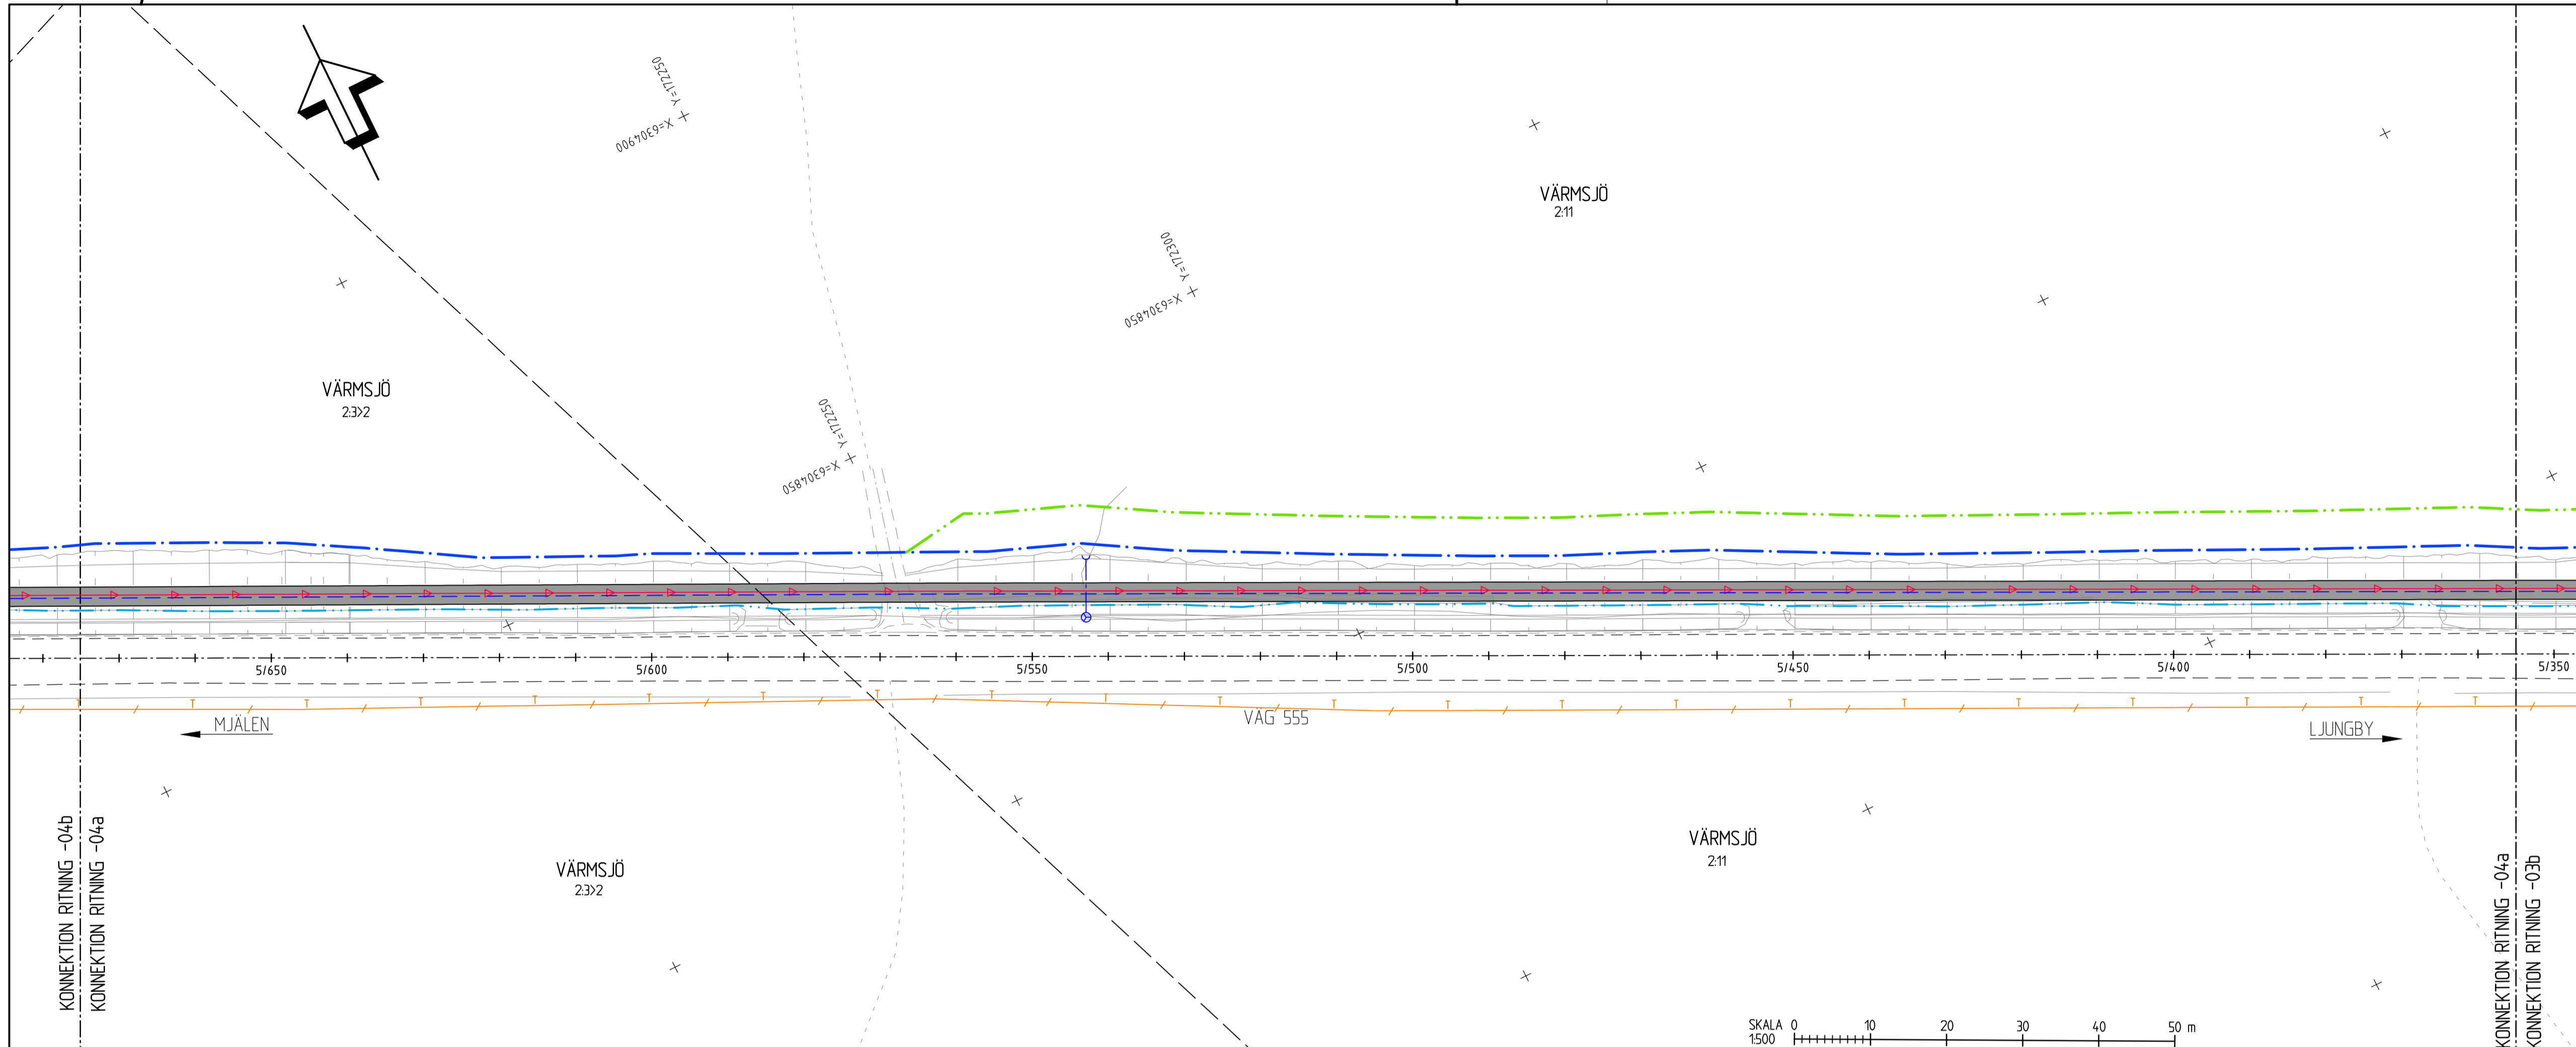 Y=172250
X=6304900
VÄRMSJÖ
2:11
Y=172300
X=6304850
VÄRMSJÖ
2:3>2
Y=172250
X=6304850
5/650
5/600
5/550
5/500
5/450
5/400
5/350
T T T T T T T T T T T T T T T T T T T T T T
MJÄLEN
VÄG 555
LJUNGBY
VÄRMSJÖ
2:11
VÄRMSJÖ
2:3>2
KONNEKTION RITNING -04b
KONNEKTION RITNING -04a
KONNEKTION RITNING -04a
KONNEKTION RITNING -03b
SKALA 0 10 20 30 40 50 m
1:500